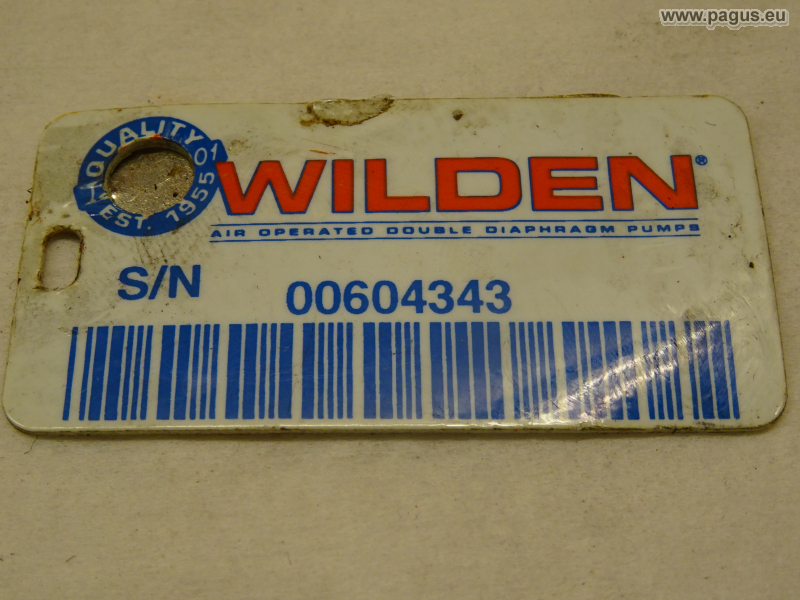 www.pagus.eu
QUALITY
EST. 1955
WILDEN®
AIR OPERATED DOUBLE DIAPHRAGM PUMPS
S/N 00604343